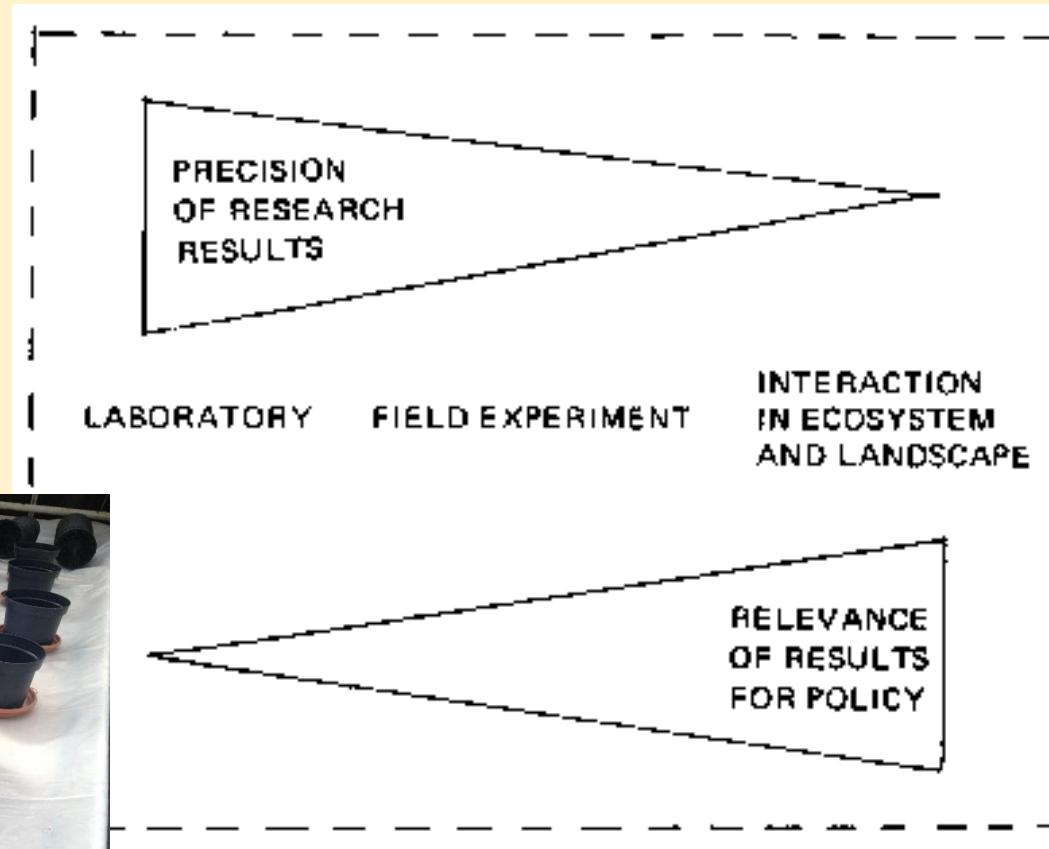 PRECISION
OF RESEARCH
RESULTS
LABORATORY
FIELD EXPERIMENT
INTERACTION
IN ECOSYSTEM
AND LANDSCAPE
RELEVANCE
OF RESULTS
FOR POLICY